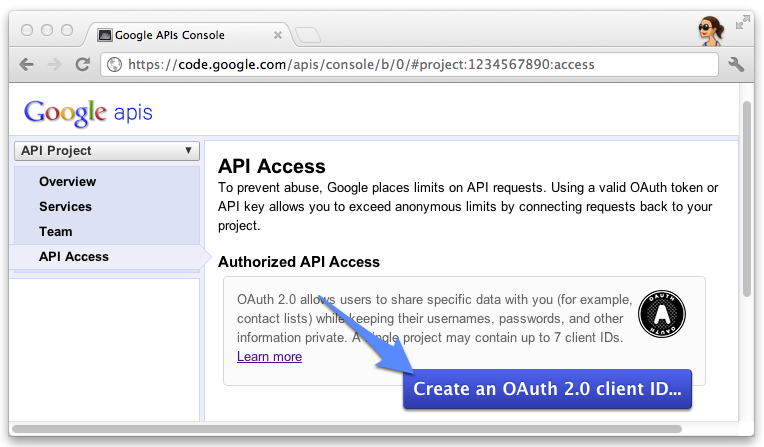 Google APIs Console
https://code.google.com/apis/console/b/0/#project:1234567890:access
Google apis
API Project
Overview
Services
Team
API Access
API Access
To prevent abuse, Google places limits on API requests. Using a valid OAuth token or
API key allows you to exceed anonymous limits by connecting requests back to your
project.
Authorized API Access
OAuth 2.0 allows users to share specific data with you (for example,
contact lists) while keeping their usernames, passwords, and other
information private. A single project may contain up to 7 client IDs.
Learn more
OAUTH
OAUTH
Create an OAuth 2.0 client ID...